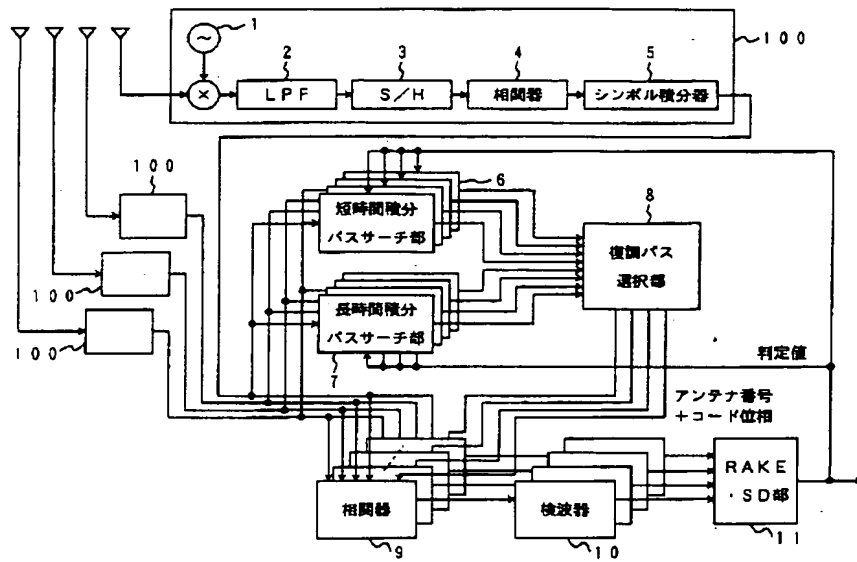 1
2
3
4
5
100
LPF
S/H
相関器
シンボル積分器
100
6
短時間積分
パスサーチ部
8
復調パス
選択部
100
長時間積分
パスサーチ部
100
7
判定値
アンテナ番号
+コード位相
RAKE
・SD部
相関器
検波器
9
10
11